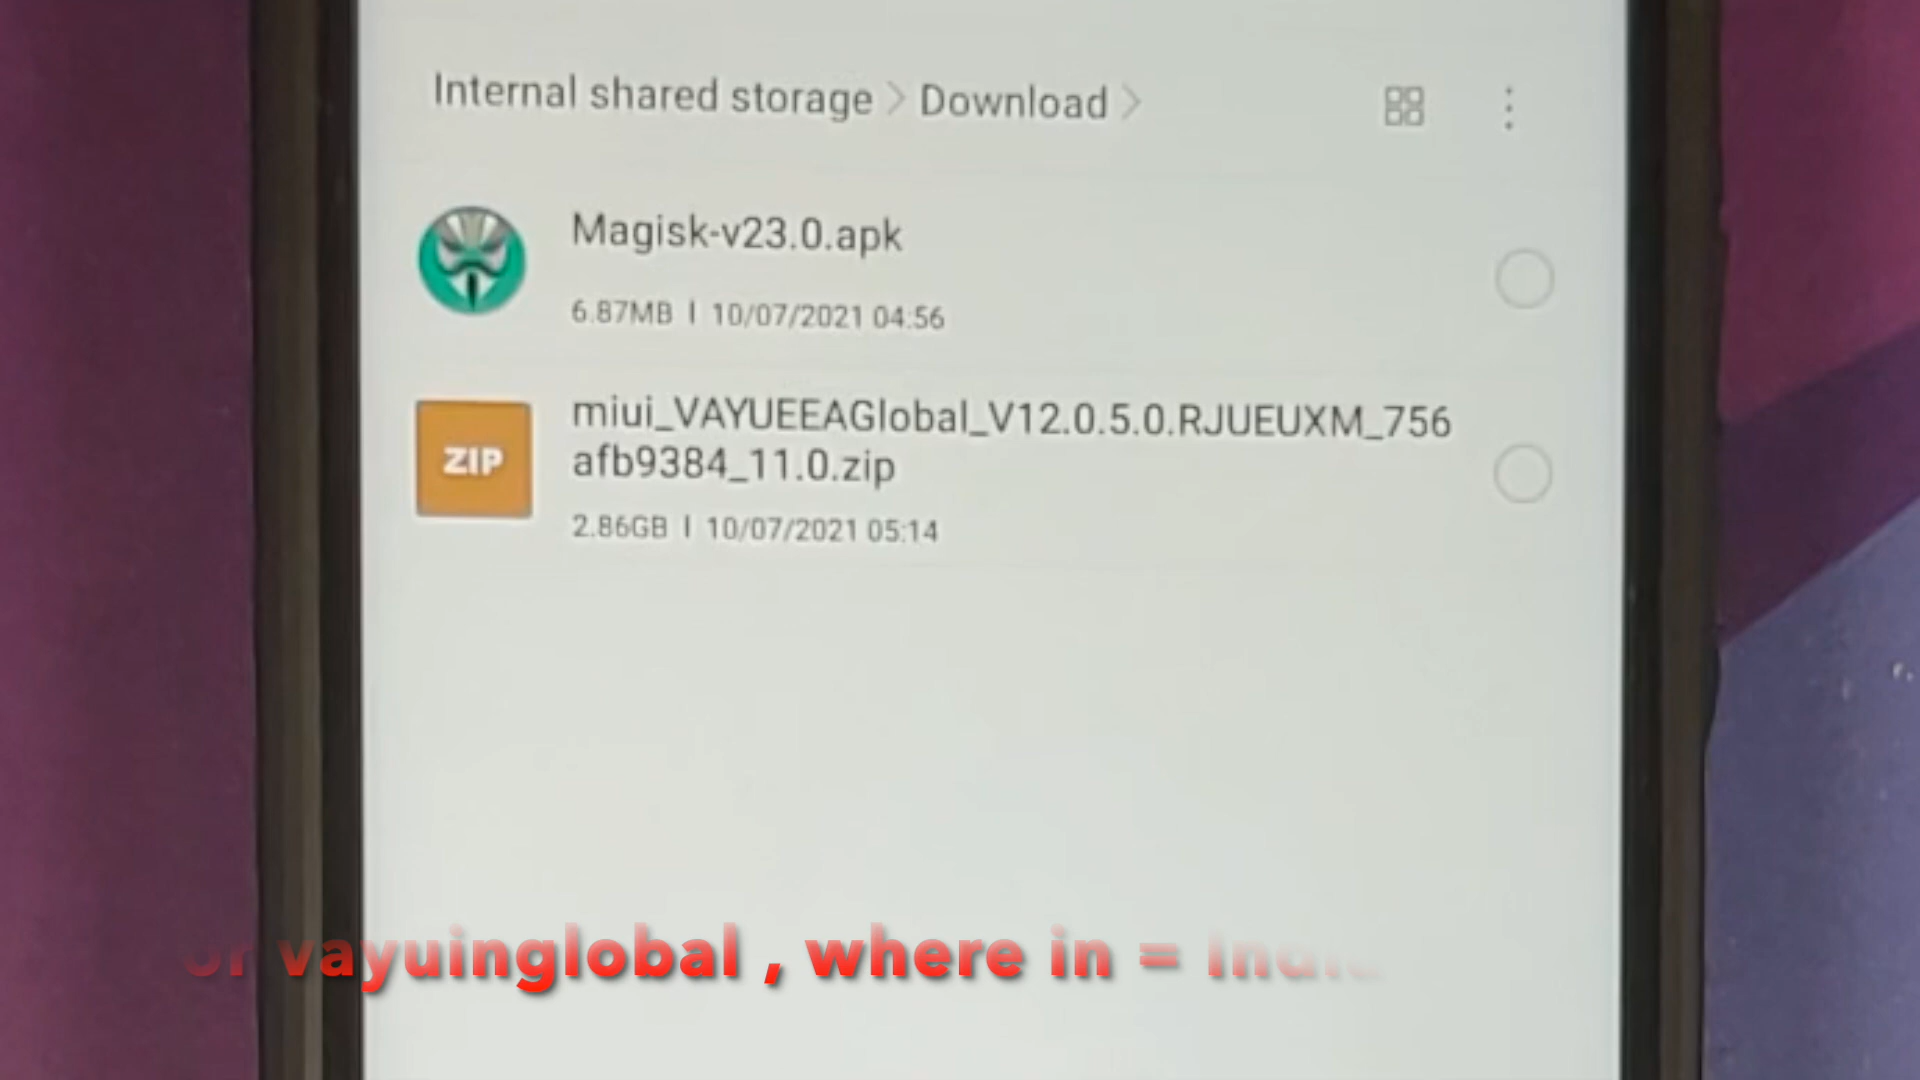 Internal shared storage > Download >
Magisk-v23.0.apk
6.87MB | 10/07/2021 04:56
ZIP
miui_VAYUEEAGlobal_V12.0.5.0.RJUEUXM_756
afb9384_11.0.zip
2.86GB | 10/07/2021 05:14
or vayuinglobal , where in =